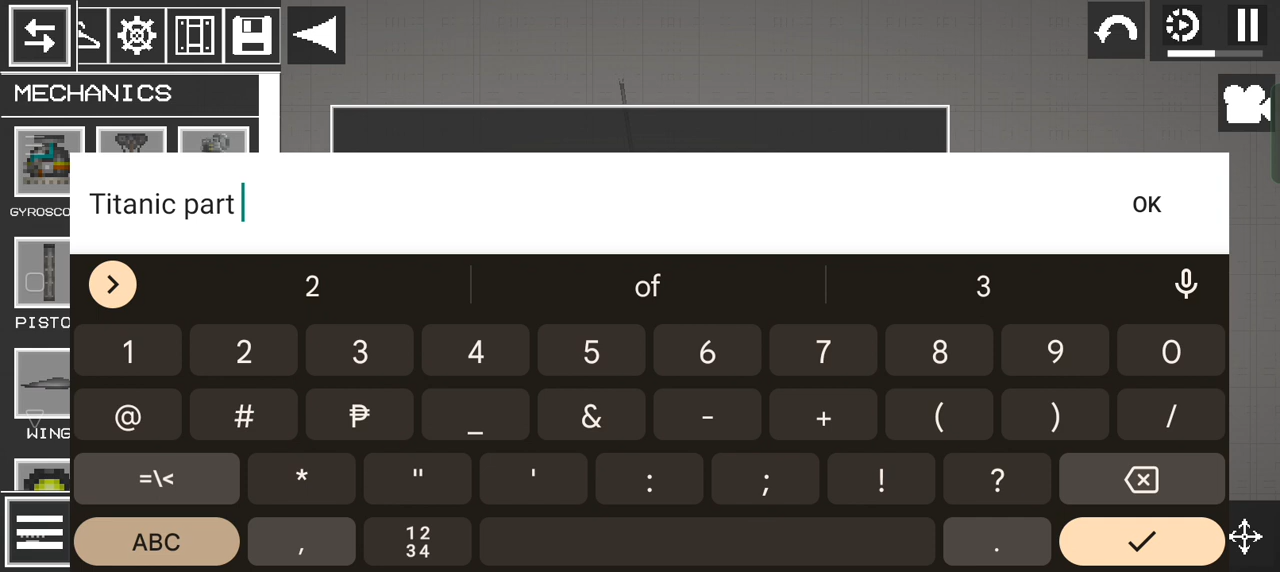 MECHANICS
GYROSCO
PISTO
WING
Titanic part
OK
2 of 3
1 2 3 4 5 6 7 8 9 0
@ # ₱ _ & - + ( ) /
=\< * " ' : ; ! ?
ABC , 12 34 .